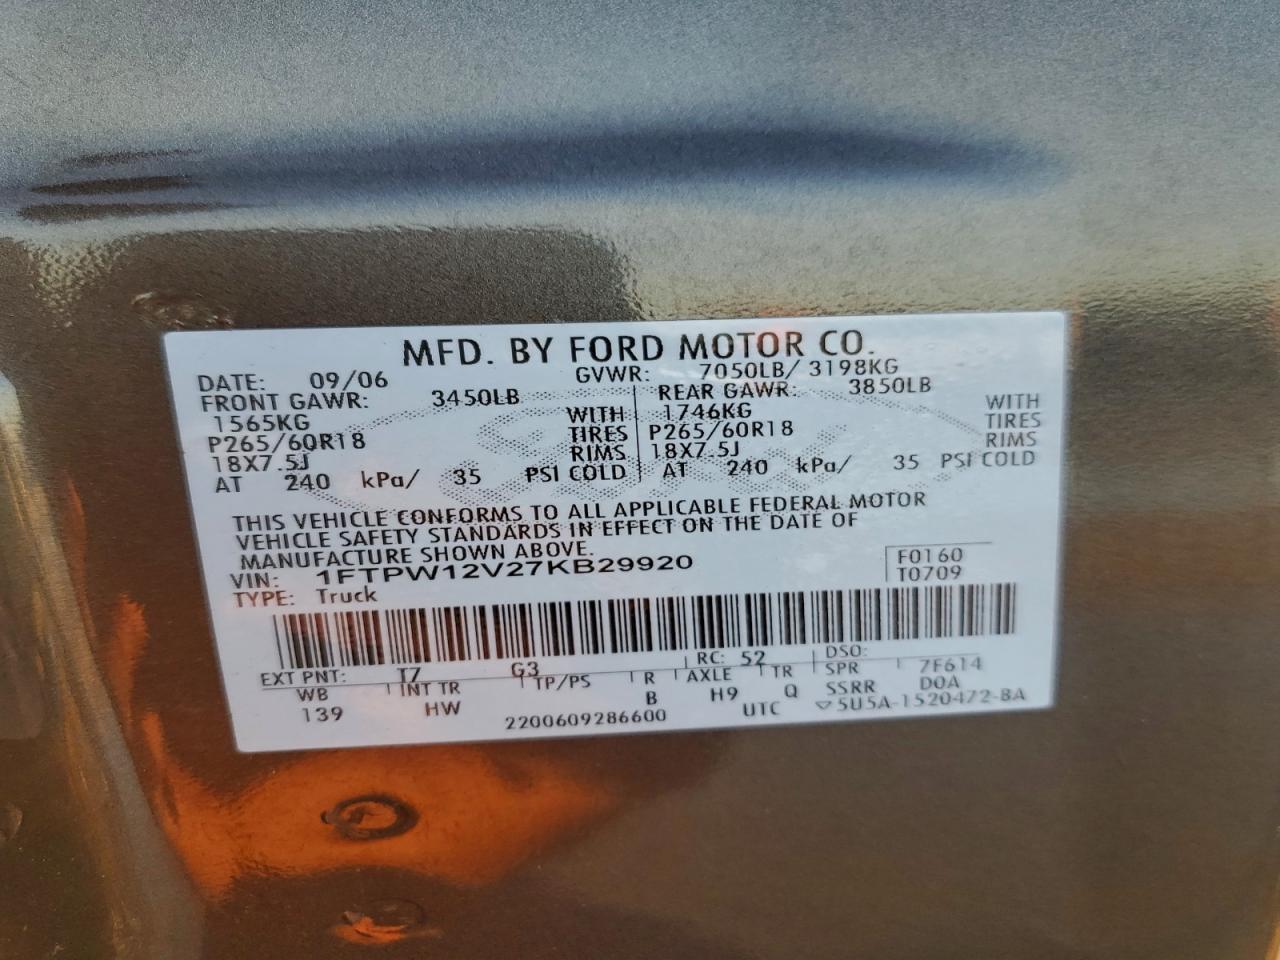 MFD. BY FORD MOTOR CO.
DATE: 09/06 GVWR: 7050LB/ 3198KG
FRONT GAWR: 3450LB REAR GAWR: 3850LB
1565KG WITH 1746KG WITH
P265/60R18 TIRES P265/60R18 TIRES
18X7.5J RIMS 18X7.5J RIMS
AT 240 kPa/ 35 PSI COLD AT 240 kPa/ 35 PSI COLD
THIS VEHICLE CONFORMS TO ALL APPLICABLE FEDERAL MOTOR
VEHICLE SAFETY STANDARDS IN EFFECT ON THE DATE OF
MANUFACTURE SHOWN ABOVE.
VIN: 1FTPW12V27KB29920 F0160
TYPE: Truck T0709
EXT PNT: T7 G3 RC: 52 DSO:
WB INT TR TP/PS R AXLE TR SPR 7F614
139 HW B H9 Q SSRR DOA
2200609286600 UTC ▽5U5A-1520472-BA